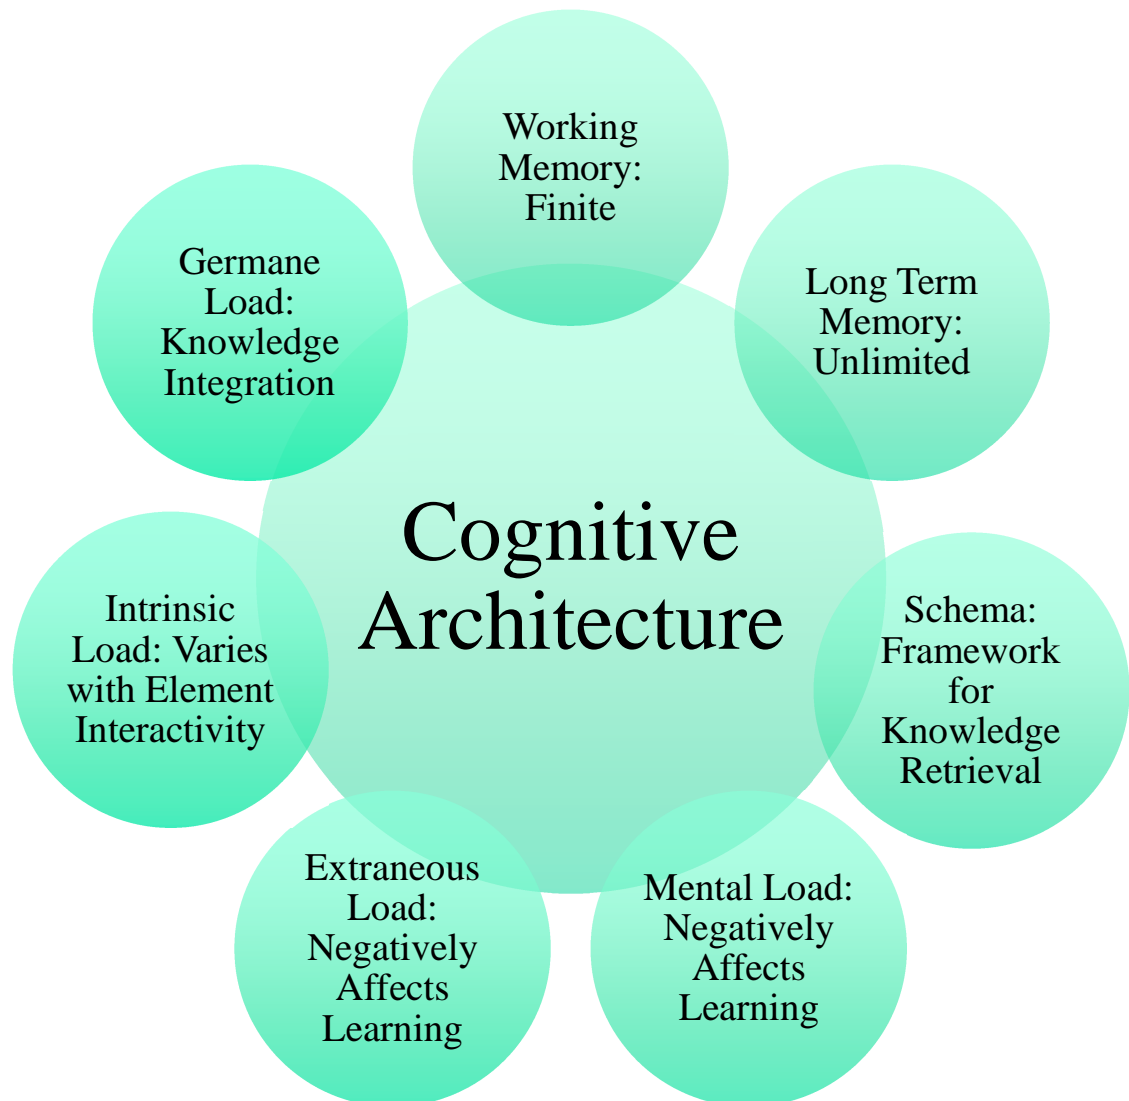 Working
Memory:
Finite
Long Term
Memory:
Unlimited
Schema:
Framework
for
Knowledge
Retrieval
Mental Load:
Negatively
Affects
Learning
Extraneous
Load:
Negatively
Affects
Learning
Intrinsic
Load: Varies
with Element
Interactivity
Germane
Load:
Knowledge
Integration
Cognitive
Architecture